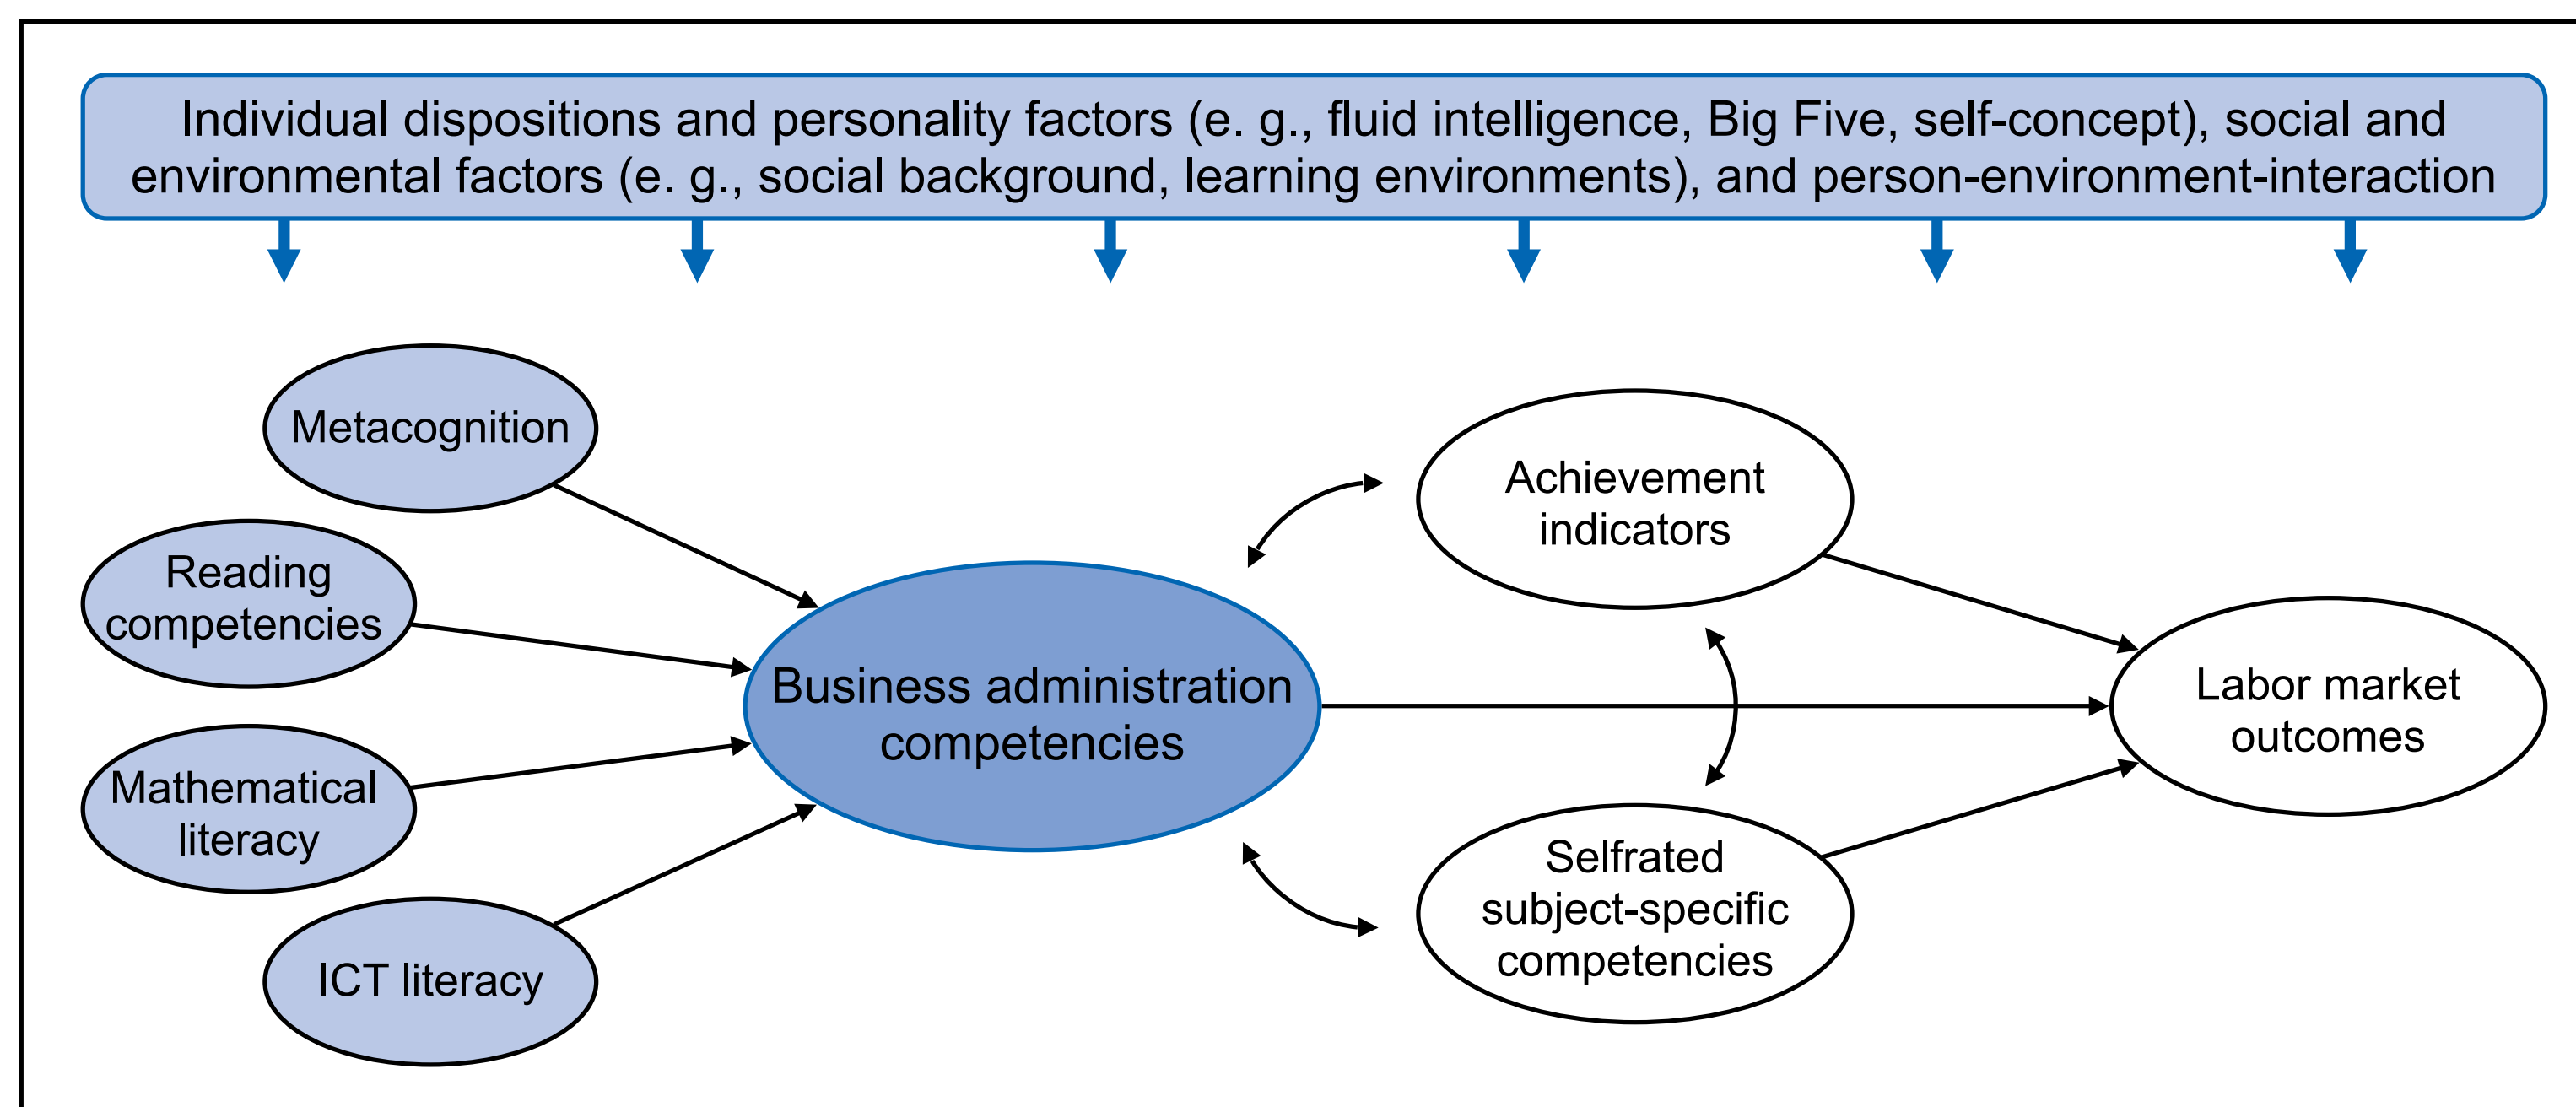 Individual dispositions and personality factors (e. g., fluid intelligence, Big Five, self-concept), social and
environmental factors (e. g., social background, learning environments), and person-environment-interaction
Metacognition
Reading
competencies
Mathematical
literacy
ICT literacy
Business administration
competencies
Achievement
indicators
Selfrated
subject-specific
competencies
Labor market
outcomes